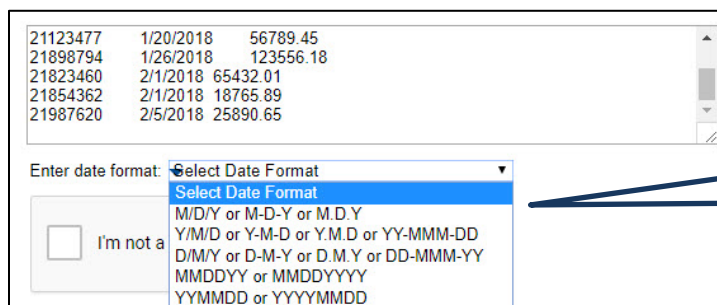 21123477 1/20/2018 56789.45
21898794 1/26/2018 123556.18
21823460 2/1/2018 65432.01
21854362 2/1/2018 18765.89
21987620 2/5/2018 25890.65
Enter date format: Select Date Format
Select Date Format
M/D/Y or M-D-Y or M.D.Y
Y/M/D or Y-M-D or Y.M.D or YY-MMM-DD
I'm not a D/M/Y or D-M-Y or D.M.Y or DD-MMM-YY
MMDDYY or MMDDYYYY
YYMMDD or YYYYMMDD